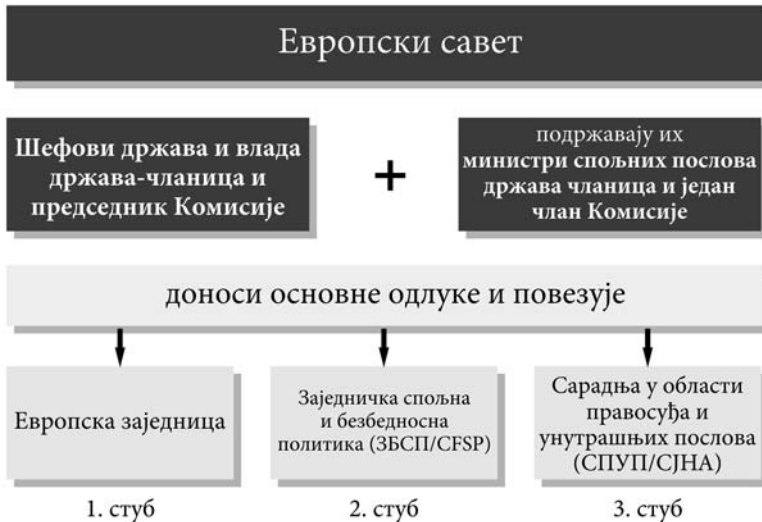 Европски савет
Шефови држава и влада
држава-чланица и
председник Комисије
+
подржавају их
министри спољних послова
држава чланица и један
члан Комисије
доноси основне одлуке и повезује
Европска заједница
Заједничка спољна
и безбедносна
политика (ЗБСП/CFSP)
Сарадња у области
правосуђа и
унутрашњих послова
(СПУП/СЈНА)
1. стуб
2. стуб
3. стуб